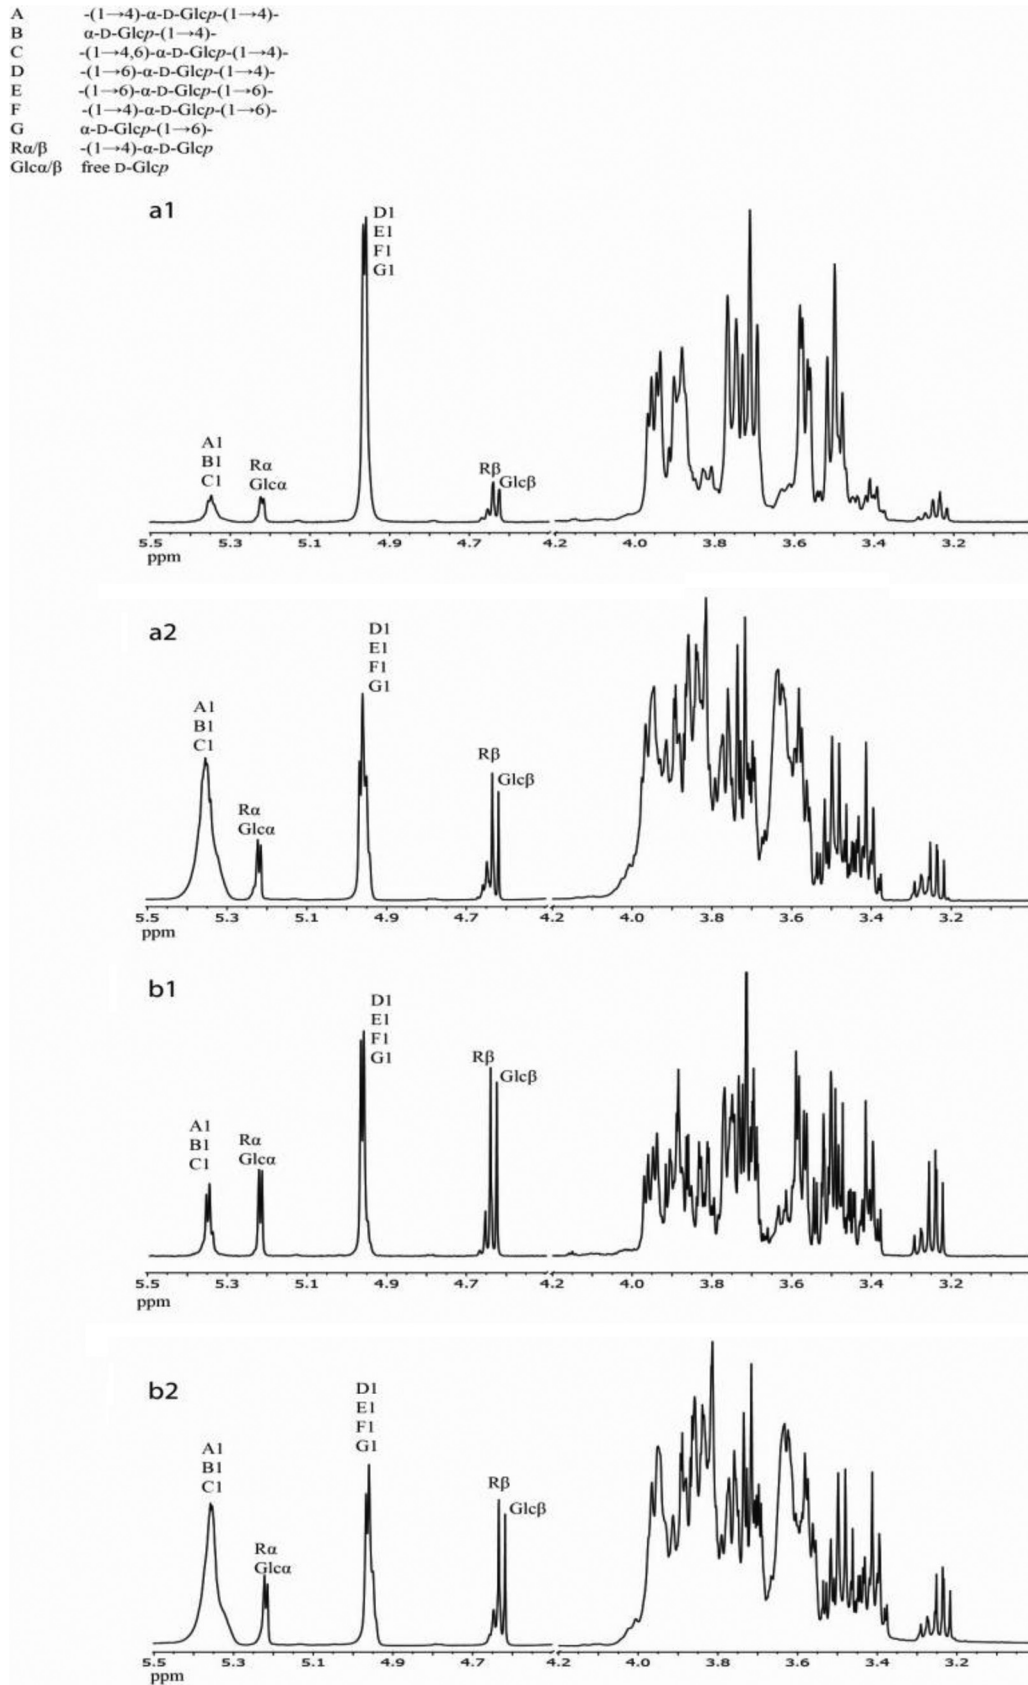 A -(1→4)-α-D-Glcp-(1→4)-
B α-D-Glcp-(1→4)-
C -(1→4,6)-α-D-Glcp-(1→4)-
D -(1→6)-α-D-Glcp-(1→4)-
E -(1→6)-α-D-Glcp-(1→6)-
F -(1→4)-α-D-Glcp-(1→6)-
G α-D-Glcp-(1→6)-
Rα/β -(1→4)-α-D-Glcp
Glcα/β free D-Glcp
a1
D1
E1
F1
G1
A1
B1
C1
Rα
Glcα
Rβ
Glcβ
5.5 5.3 5.1 4.9 4.7 4.2 4.0 3.8 3.6 3.4 3.2
ppm
a2
D1
E1
F1
G1
A1
B1
C1
Rα
Glcα
Rβ
Glcβ
5.5 5.3 5.1 4.9 4.7 4.2 4.0 3.8 3.6 3.4 3.2
ppm
b1
D1
E1
F1
G1
A1
B1
C1
Rα
Glcα
Rβ
Glcβ
5.5 5.3 5.1 4.9 4.7 4.2 4.0 3.8 3.6 3.4 3.2
ppm
b2
D1
E1
F1
G1
A1
B1
C1
Rα
Glcα
Rβ
Glcβ
5.5 5.3 5.1 4.9 4.7 4.2 4.0 3.8 3.6 3.4 3.2
ppm